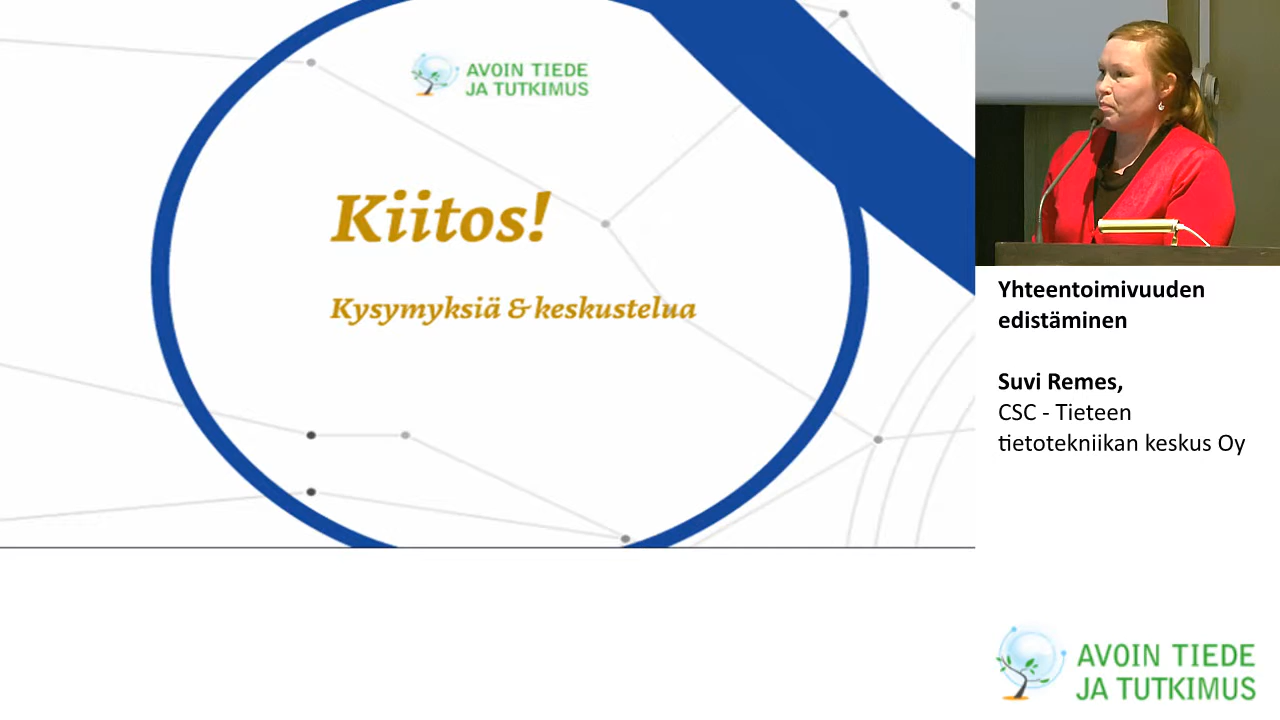 AVOIN TIEDE
JA TUTKIMUS
Kiitos!
Kysymyksiä & keskustelua
Yhteentoimivuuden
edistäminen
Suvi Remes,
CSC - Tieteen
tietotekniikan keskus Oy
AVOIN TIEDE
JA TUTKIMUS